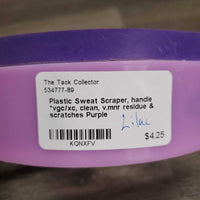 The Tack Collector
534777-89
Plastic Sweat Scraper, handle
*vgc/xc, clean, v.mnr residue &
scratches Purple
Lilac
$4.25
KQNXFV